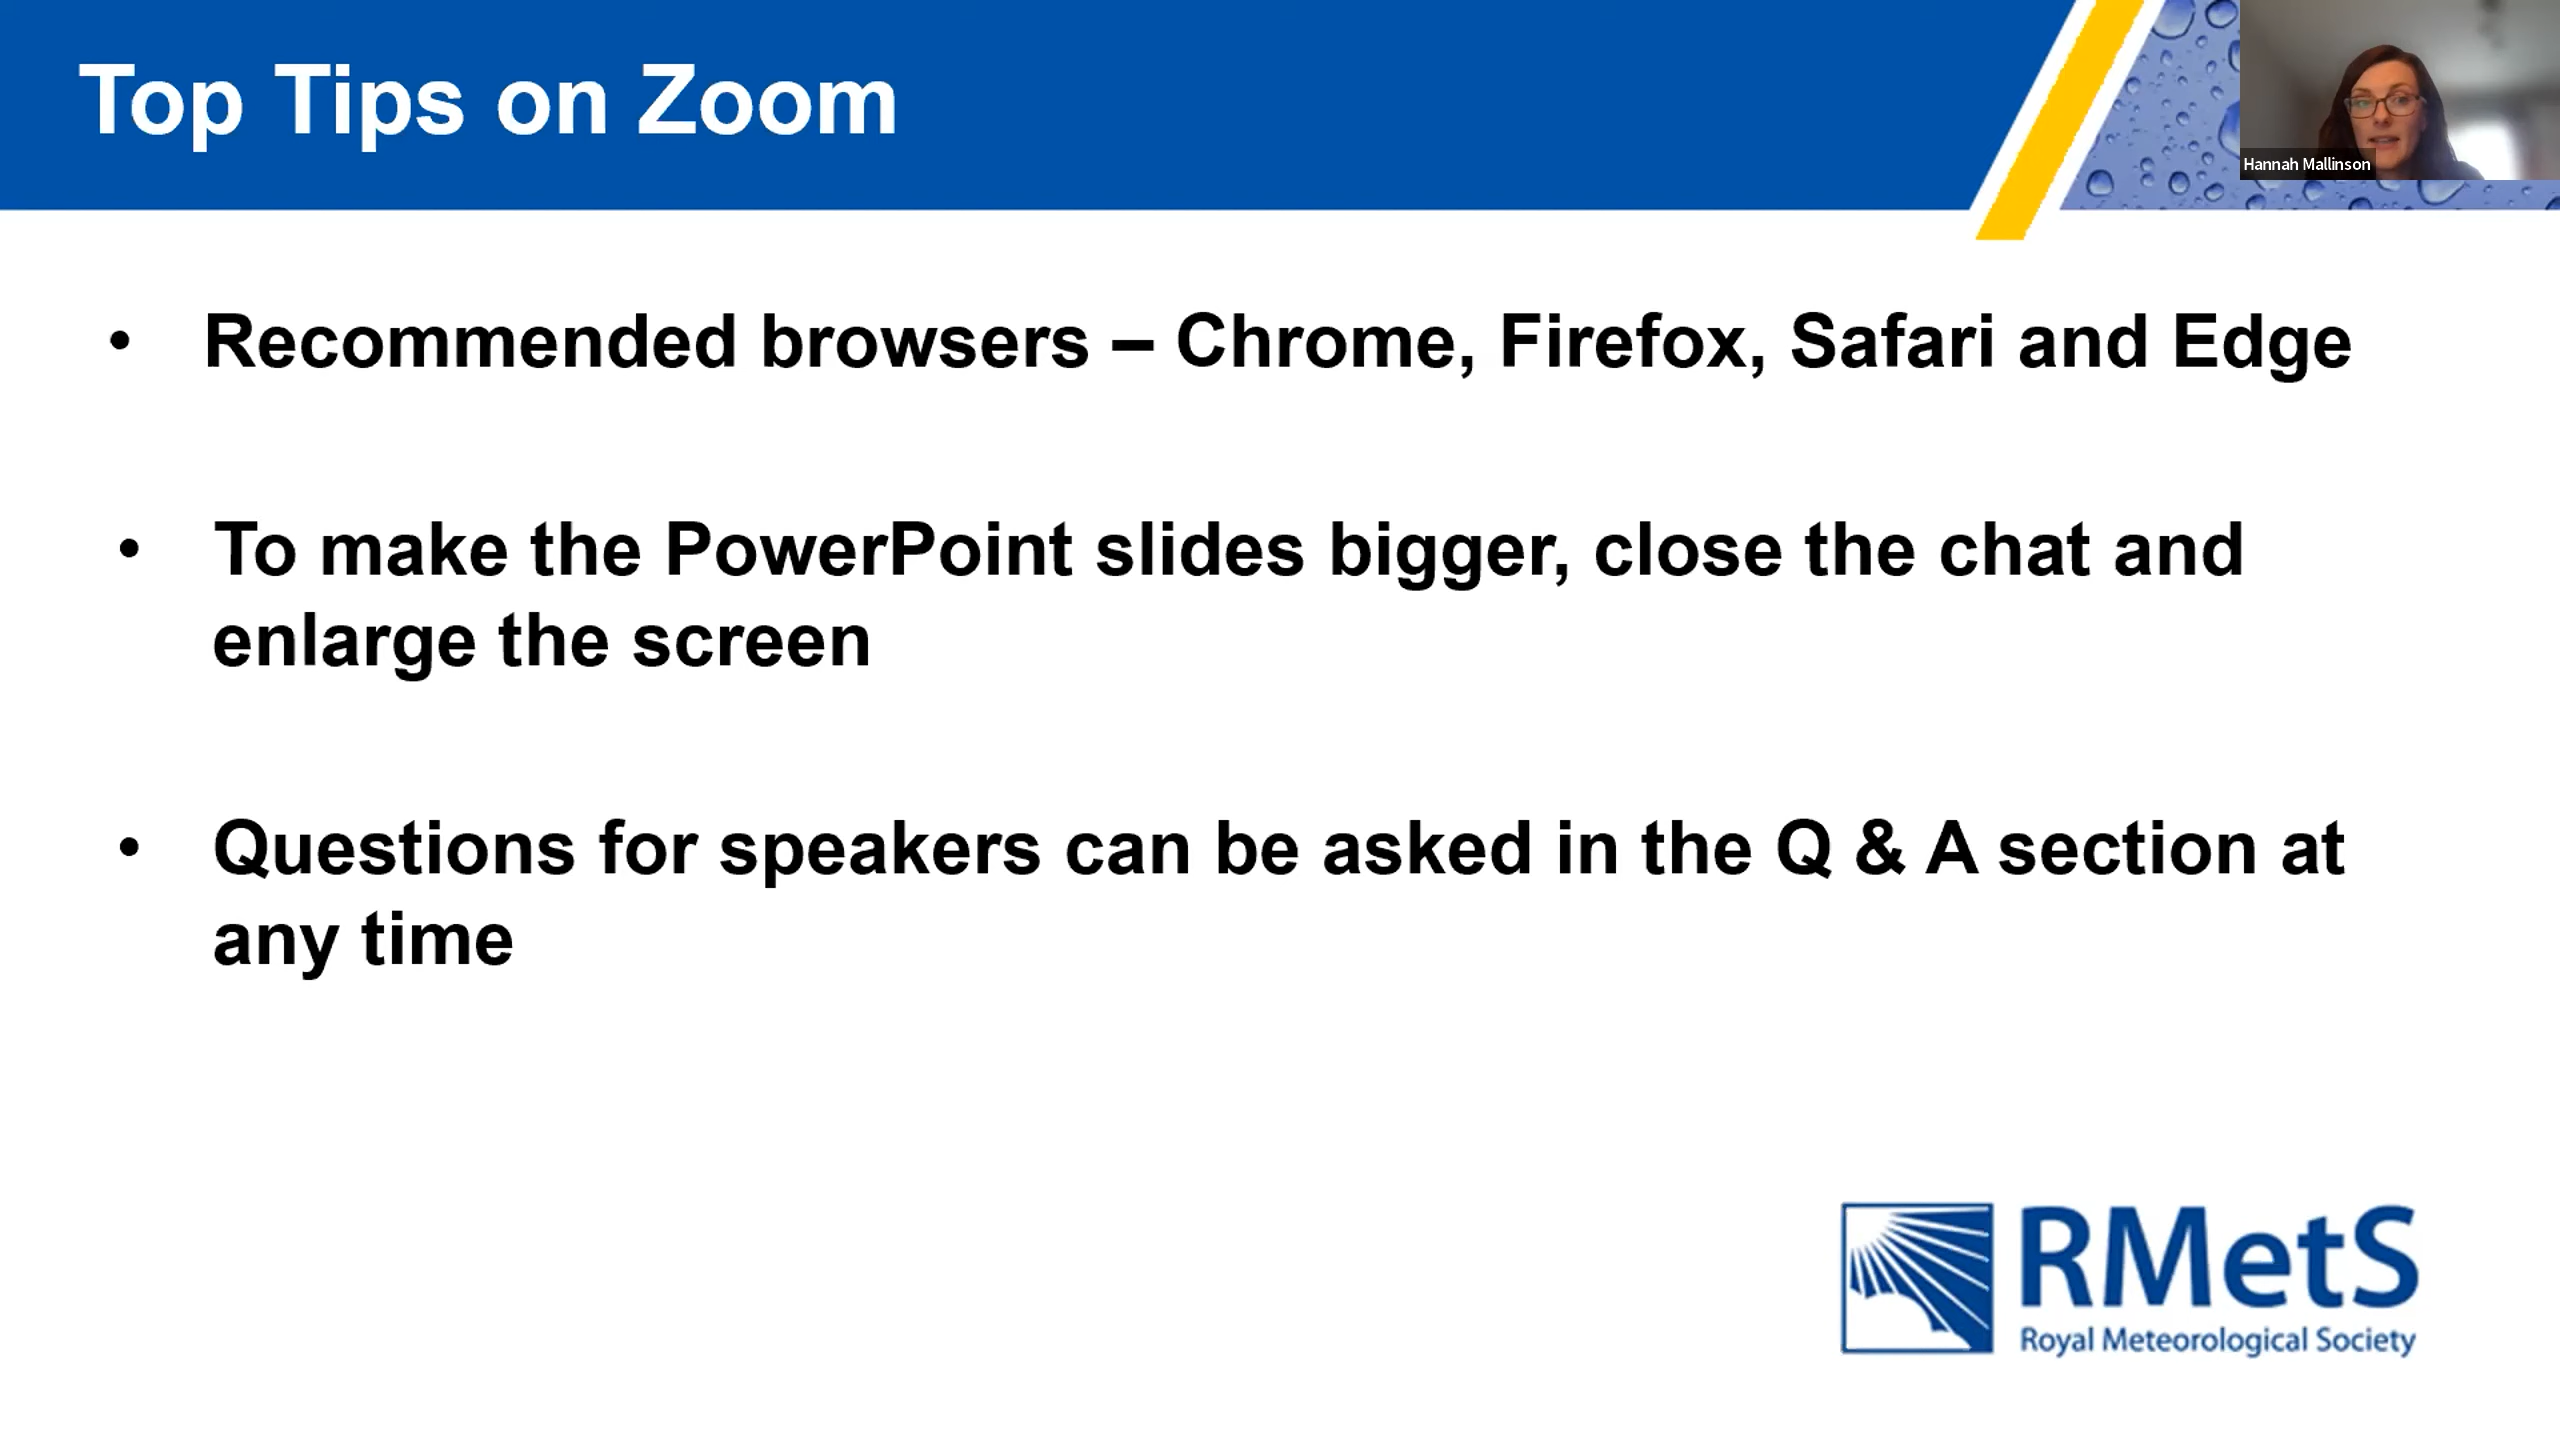 Top Tips on Zoom
Hannah Mallinson
• Recommended browsers – Chrome, Firefox, Safari and Edge
• To make the PowerPoint slides bigger, close the chat and
enlarge the screen
• Questions for speakers can be asked in the Q & A section at
any time
RMetS
Royal Meteorological Society